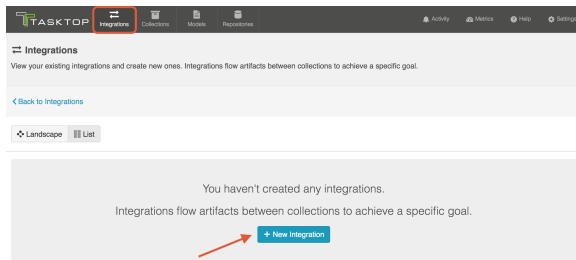 TASKTOP
Integrations
Collections
Models
Repositories
Activity
Metrics
Help
Settings
Integrations
View your existing integrations and create new ones. Integrations flow artifacts between collections to achieve a specific goal.
Back to Integrations
Landscape
List
You haven't created any integrations.
Integrations flow artifacts between collections to achieve a specific goal.
+ New Integration